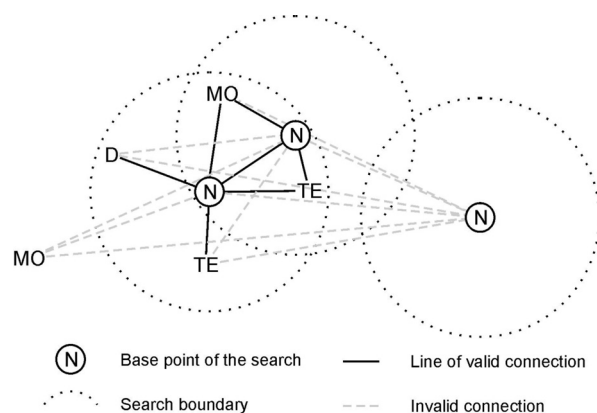 MO
N
D
N
TE
N
MO
TE
N Base point of the search
Line of valid connection
Search boundary
Invalid connection